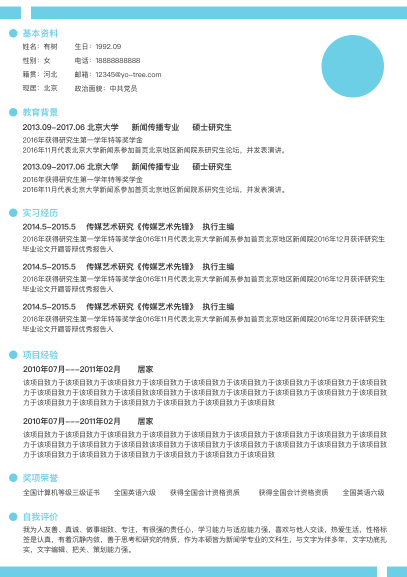 基本资料
姓名：有树 生日：1992.09
性别：女 电话：18888888888
籍贯：河北 邮箱：12345@yo-tree.com
现居：北京 政治面貌：中共党员
教育背景
2013.09-2017.06 北京大学 新闻传播专业 硕士研究生
2016年获得研究生第一学年特等奖学金
2016年11月代表北京大学新闻系参加首页北京地区新闻院系研究生论坛，并发表演讲。
2013.09-2017.06 北京大学 新闻传播专业 硕士研究生
2016年获得研究生第一学年特等奖学金
2016年11月代表北京大学新闻系参加首页北京地区新闻院系研究生论坛，并发表演讲。
实习经历
2014.5-2015.5 传媒艺术研究《传媒艺术先锋》 执行主编
2016年获得研究生第一学年特等奖学金016年11月代表北京大学新闻系参加首页北京地区新闻院2016年12月获评研究生
毕业论文开题答辩优秀报告人
2014.5-2015.5 传媒艺术研究《传媒艺术先锋》 执行主编
2016年获得研究生第一学年特等奖学金016年11月代表北京大学新闻系参加首页北京地区新闻院2016年12月获评研究生
毕业论文开题答辩优秀报告人
2014.5-2015.5 传媒艺术研究《传媒艺术先锋》 执行主编
2016年获得研究生第一学年特等奖学金016年11月代表北京大学新闻系参加首页北京地区新闻院2016年12月获评研究生
毕业论文开题答辩优秀报告人
项目经验
2010年07月---2011年02月 居家
该项目致力于该项目致力于该项目致力于该项目致力于该项目致力于该项目致力于该项目致力于该项目致力于该项目致
力于该项目致力于该项目致力于该项目致力于该项目致力于该项目致力于该项目致力于该项目致力于该项目致力于该项目致
力于该项目致力于该项目致力于该项目致力于该项目致力于该项目致
2010年07月---2011年02月 居家
该项目致力于该项目致力于该项目致力于该项目致力于该项目致力于该项目致力于该项目致力于该项目致力于该项目致
力于该项目致力于该项目致力于该项目致力于该项目致力于该项目致力于该项目致力于该项目致力于该项目致力于该项目致
力于该项目致力于该项目致力于该项目致力于该项目致力于该项目致
奖项荣誉
全国计算机等级三级证书 全国英语六级 获得全国会计资格资质 获得全国会计资格资质 全国英语六级
自我评价
我为人友善、真诚、做事细致、专注，有很强的责任心，学习能力与适应能力强，喜欢与他人交谈，热爱生活，性格标
签是认真，有着沉静内敛，善于思考和研究的特质，作为本硕皆为新闻学专业的文科生，与文字为伴多年，文字功底扎
实，文字编辑、把关、策划能力强。